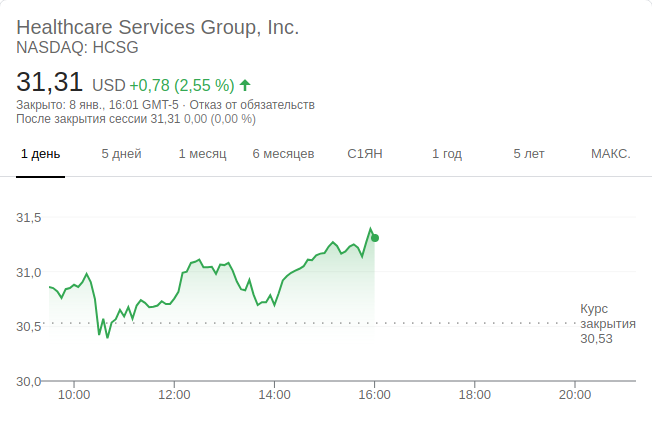 Healthcare Services Group, Inc.
NASDAQ: HCSG
31,31 USD +0,78 (2,55 %)
Закрыто: 8 янв., 16:01 GMT-5 · Отказ от обязательств
После закрытия сессии 31,31 0,00 (0,00 %)
1 день 5 дней 1 месяц 6 месяцев С1ЯН 1 год 5 лет МАКС.
31,5
31,0
30,5
30,0
Курс
закрытия
30,53
10:00 12:00 14:00 16:00 18:00 20:00